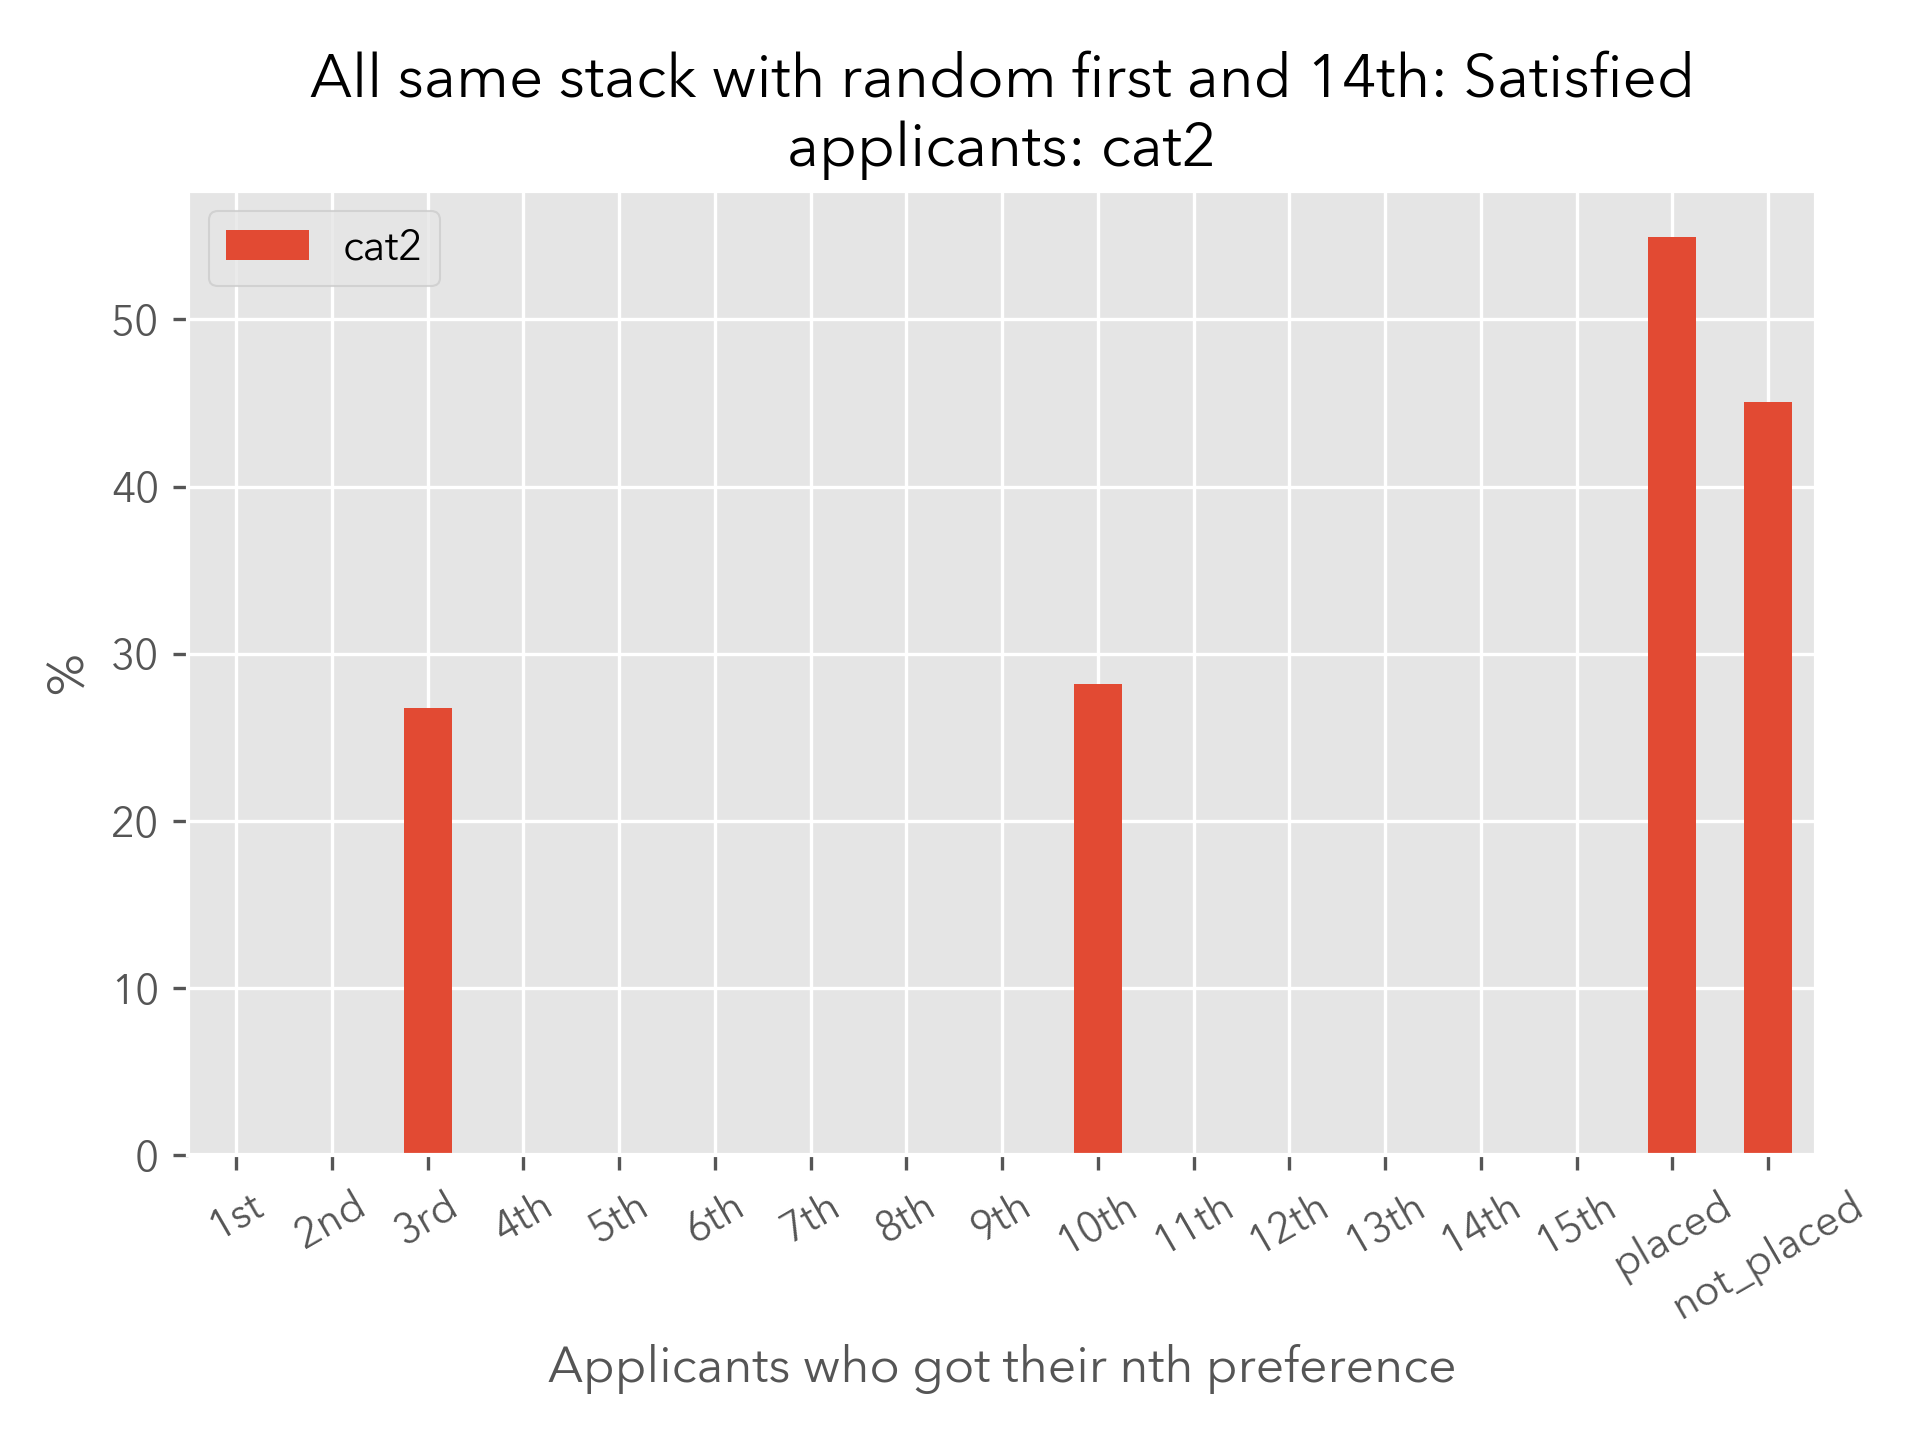 All same stack with random first and 14th: Satisfied
applicants: cat2
cat2
%
50
40
30
20
10
0
1st 2nd 3rd 4th 5th 6th 7th 8th 9th 10th 11th 12th 13th 14th 15th placed not_placed
Applicants who got their nth preference